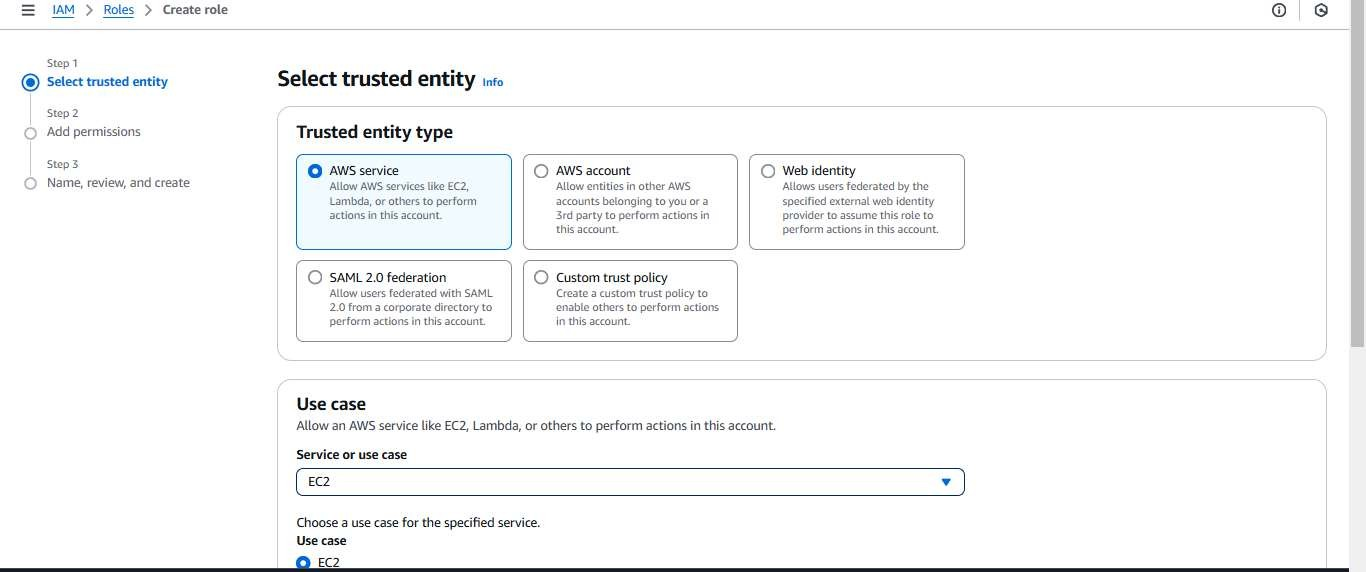 IAM > Roles > Create role
Step 1
Select trusted entity
Step 2
Add permissions
Step 3
Name, review, and create
Select trusted entity Info
Trusted entity type
AWS service
Allow AWS services like EC2,
Lambda, or others to perform
actions in this account.
AWS account
Allow entities in other AWS
accounts belonging to you or a
3rd party to perform actions in
this account.
Web identity
Allows users federated by the
specified external web identity
provider to assume this role to
perform actions in this account.
SAML 2.0 federation
Allow users federated with SAML
2.0 from a corporate directory to
perform actions in this account.
Custom trust policy
Create a custom trust policy to
enable others to perform actions
in this account.
Use case
Allow an AWS service like EC2, Lambda, or others to perform actions in this account.
Service or use case
EC2
Choose a use case for the specified service.
Use case
EC2